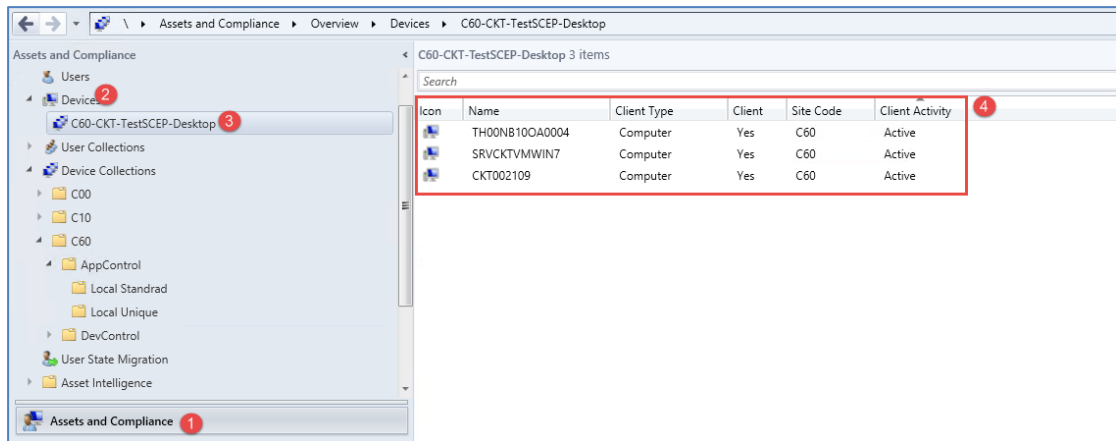 \ ▸ Assets and Compliance ▸ Overview ▸ Devices ▸ C60-CKT-TestSCEP-Desktop
Assets and Compliance
Users
Devices 2
C60-CKT-TestSCEP-Desktop 3
User Collections
Device Collections
C00
C10
C60
AppControl
Local Standrad
Local Unique
DevControl
User State Migration
Asset Intelligence
Assets and Compliance 1
C60-CKT-TestSCEP-Desktop 3 items
Search
Icon Name Client Type Client Site Code Client Activity 4
TH00NB10OA0004 Computer Yes C60 Active
SRVCKTVMWIN7 Computer Yes C60 Active
CKT002109 Computer Yes C60 Active